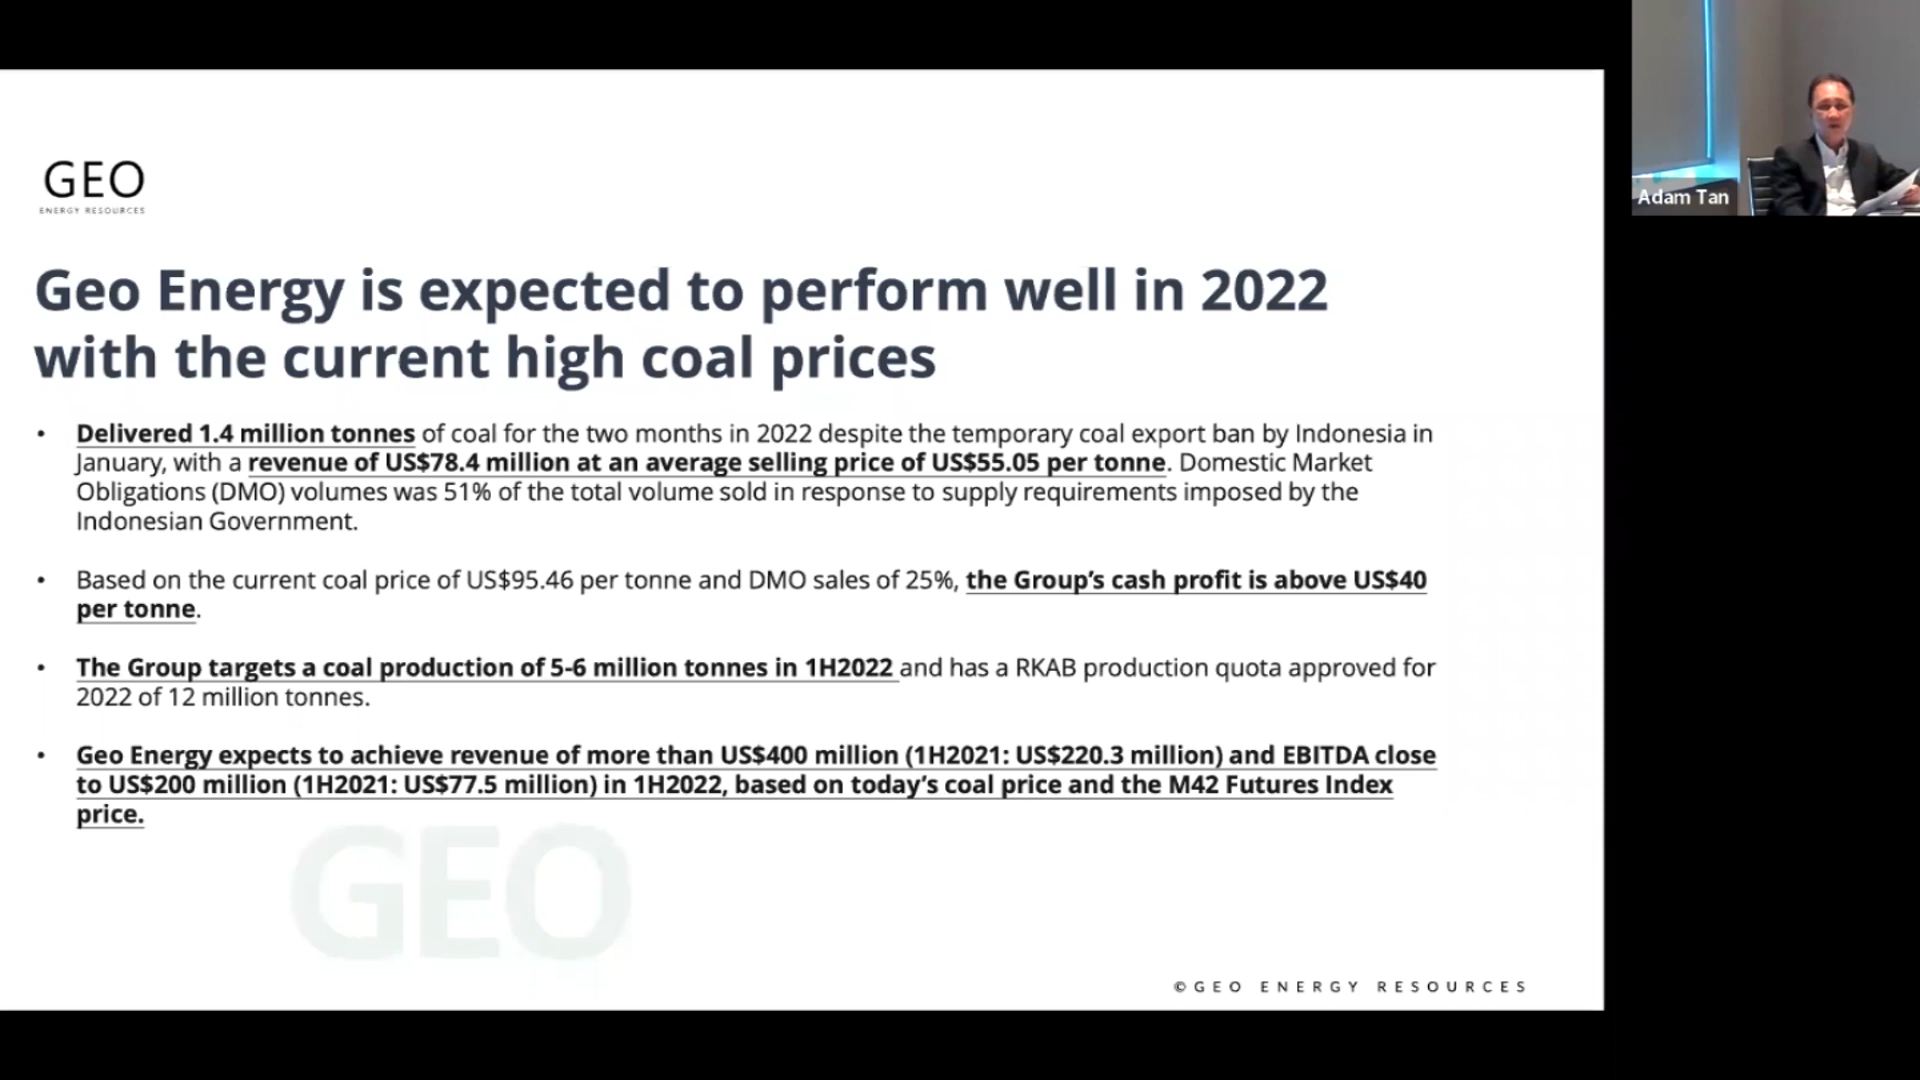 GEO
ENERGY RESOURCES
Adam Tan
Geo Energy is expected to perform well in 2022
with the current high coal prices
• Delivered 1.4 million tonnes of coal for the two months in 2022 despite the temporary coal export ban by Indonesia in
January, with a revenue of US$78.4 million at an average selling price of US$55.05 per tonne. Domestic Market
Obligations (DMO) volumes was 51% of the total volume sold in response to supply requirements imposed by the
Indonesian Government.
• Based on the current coal price of US$95.46 per tonne and DMO sales of 25%, the Group's cash profit is above US$40
per tonne.
• The Group targets a coal production of 5-6 million tonnes in 1H2022 and has a RKAB production quota approved for
2022 of 12 million tonnes.
• Geo Energy expects to achieve revenue of more than US$400 million (1H2021: US$220.3 million) and EBITDA close
to US$200 million (1H2021: US$77.5 million) in 1H2022, based on today's coal price and the M42 Futures Index
price.
GEO
©GEO ENERGY RESOURCES